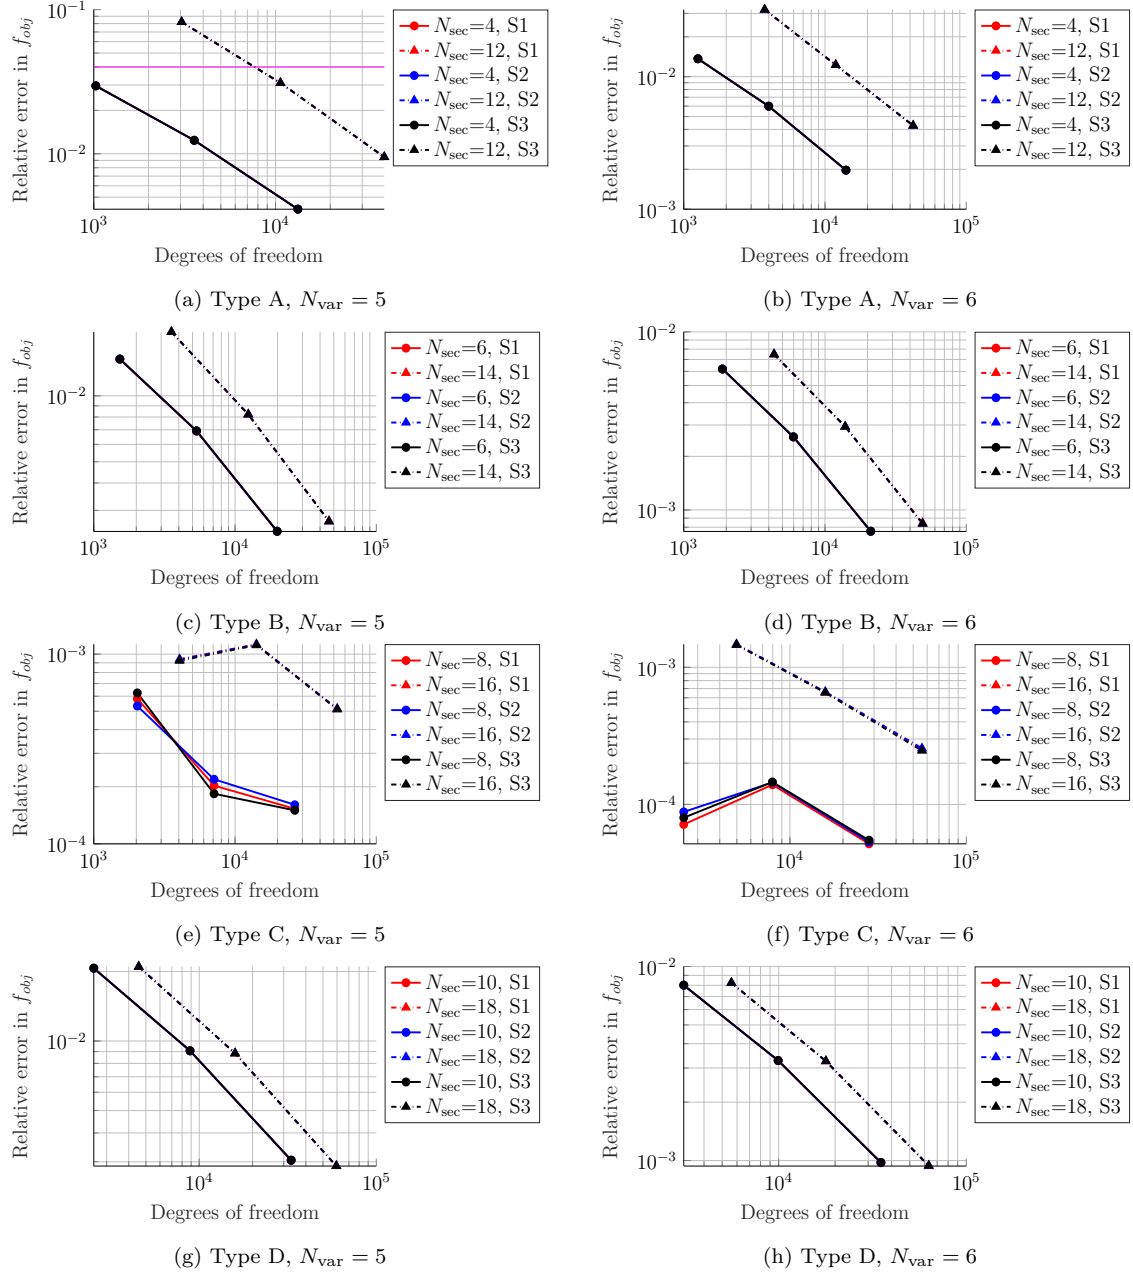 Relative error in f_obj
10^−1
10^−2
10^3
10^4
Degrees of freedom
N_sec=4, S1
N_sec=12, S1
N_sec=4, S2
N_sec=12, S2
N_sec=4, S3
N_sec=12, S3
(a) Type A, N_var = 5
Relative error in f_obj
10^−2
10^−3
10^3
10^4
10^5
Degrees of freedom
N_sec=4, S1
N_sec=12, S1
N_sec=4, S2
N_sec=12, S2
N_sec=4, S3
N_sec=12, S3
(b) Type A, N_var = 6
Relative error in f_obj
10^−2
10^3
10^4
10^5
Degrees of freedom
N_sec=6, S1
N_sec=14, S1
N_sec=6, S2
N_sec=14, S2
N_sec=6, S3
N_sec=14, S3
(c) Type B, N_var = 5
Relative error in f_obj
10^−2
10^−3
10^3
10^4
10^5
Degrees of freedom
N_sec=6, S1
N_sec=14, S1
N_sec=6, S2
N_sec=14, S2
N_sec=6, S3
N_sec=14, S3
(d) Type B, N_var = 6
Relative error in f_obj
10^−3
10^−4
10^3
10^4
10^5
Degrees of freedom
N_sec=8, S1
N_sec=16, S1
N_sec=8, S2
N_sec=16, S2
N_sec=8, S3
N_sec=16, S3
(e) Type C, N_var = 5
Relative error in f_obj
10^−3
10^−4
10^4
10^5
Degrees of freedom
N_sec=8, S1
N_sec=16, S1
N_sec=8, S2
N_sec=16, S2
N_sec=8, S3
N_sec=16, S3
(f) Type C, N_var = 6
Relative error in f_obj
10^−2
10^4
10^5
Degrees of freedom
N_sec=10, S1
N_sec=18, S1
N_sec=10, S2
N_sec=18, S2
N_sec=10, S3
N_sec=18, S3
(g) Type D, N_var = 5
Relative error in f_obj
10^−2
10^−3
10^4
10^5
Degrees of freedom
N_sec=10, S1
N_sec=18, S1
N_sec=10, S2
N_sec=18, S2
N_sec=10, S3
N_sec=18, S3
(h) Type D, N_var = 6